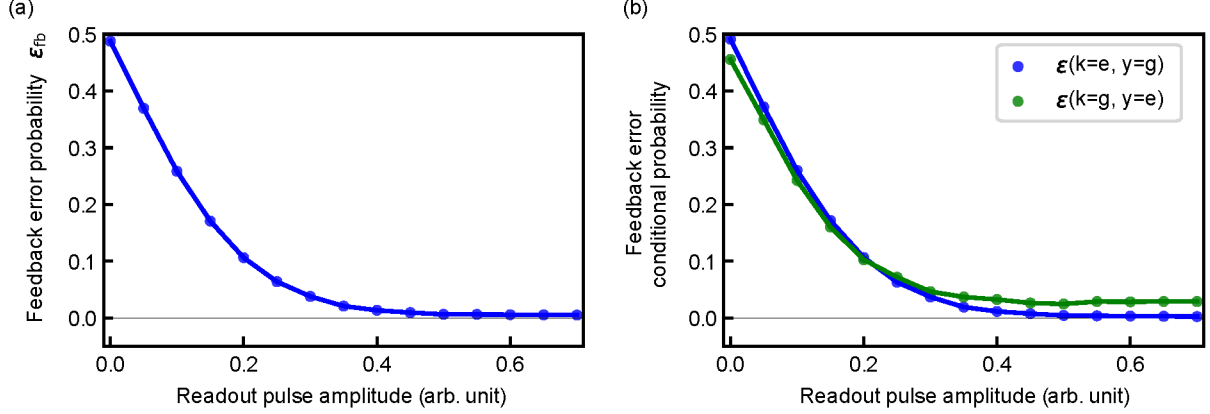 (a)
Feedback error probability εfb
0.5
0.4
0.3
0.2
0.1
0.0
0.0 0.2 0.4 0.6
Readout pulse amplitude (arb. unit)
(b)
Feedback error
conditional probability
0.5
0.4
0.3
0.2
0.1
0.0
ε(k=e, y=g)
ε(k=g, y=e)
0.0 0.2 0.4 0.6
Readout pulse amplitude (arb. unit)